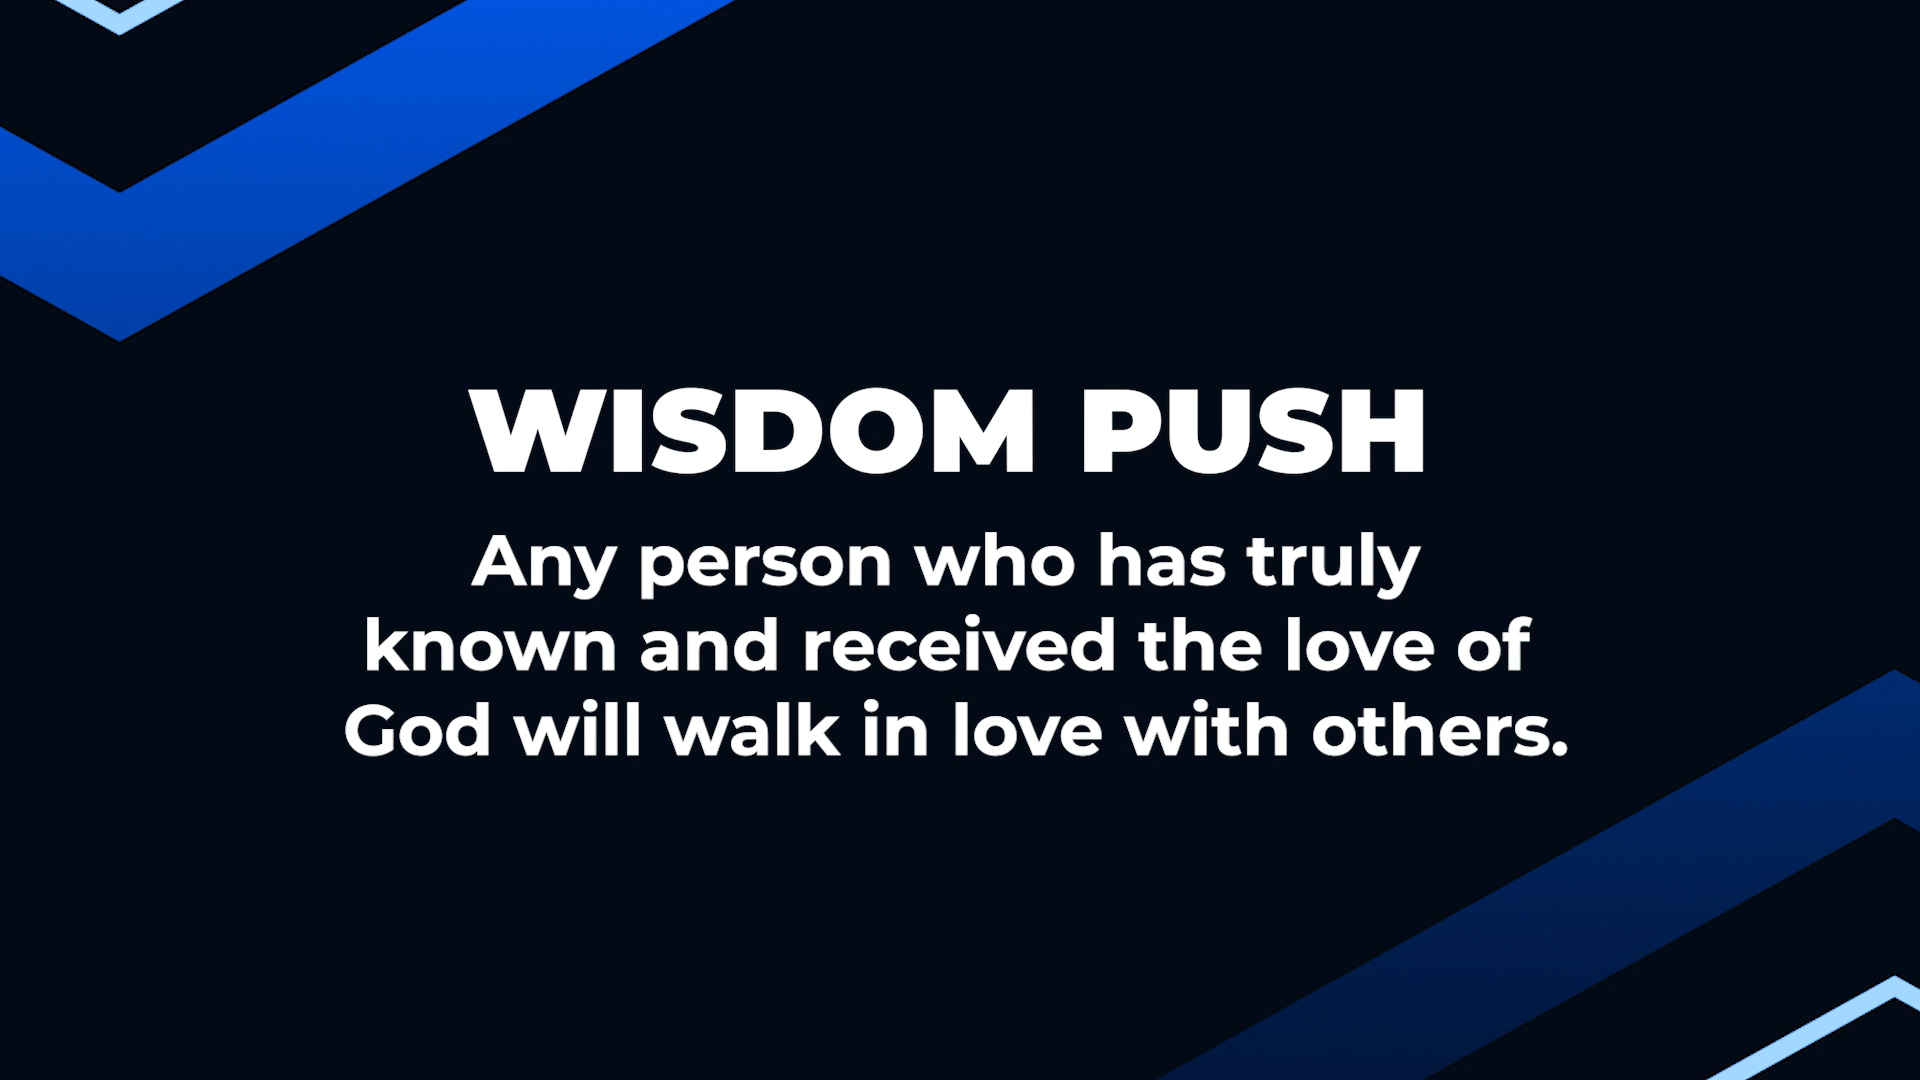 WISDOM PUSH
Any person who has truly
known and received the love of
God will walk in love with others.